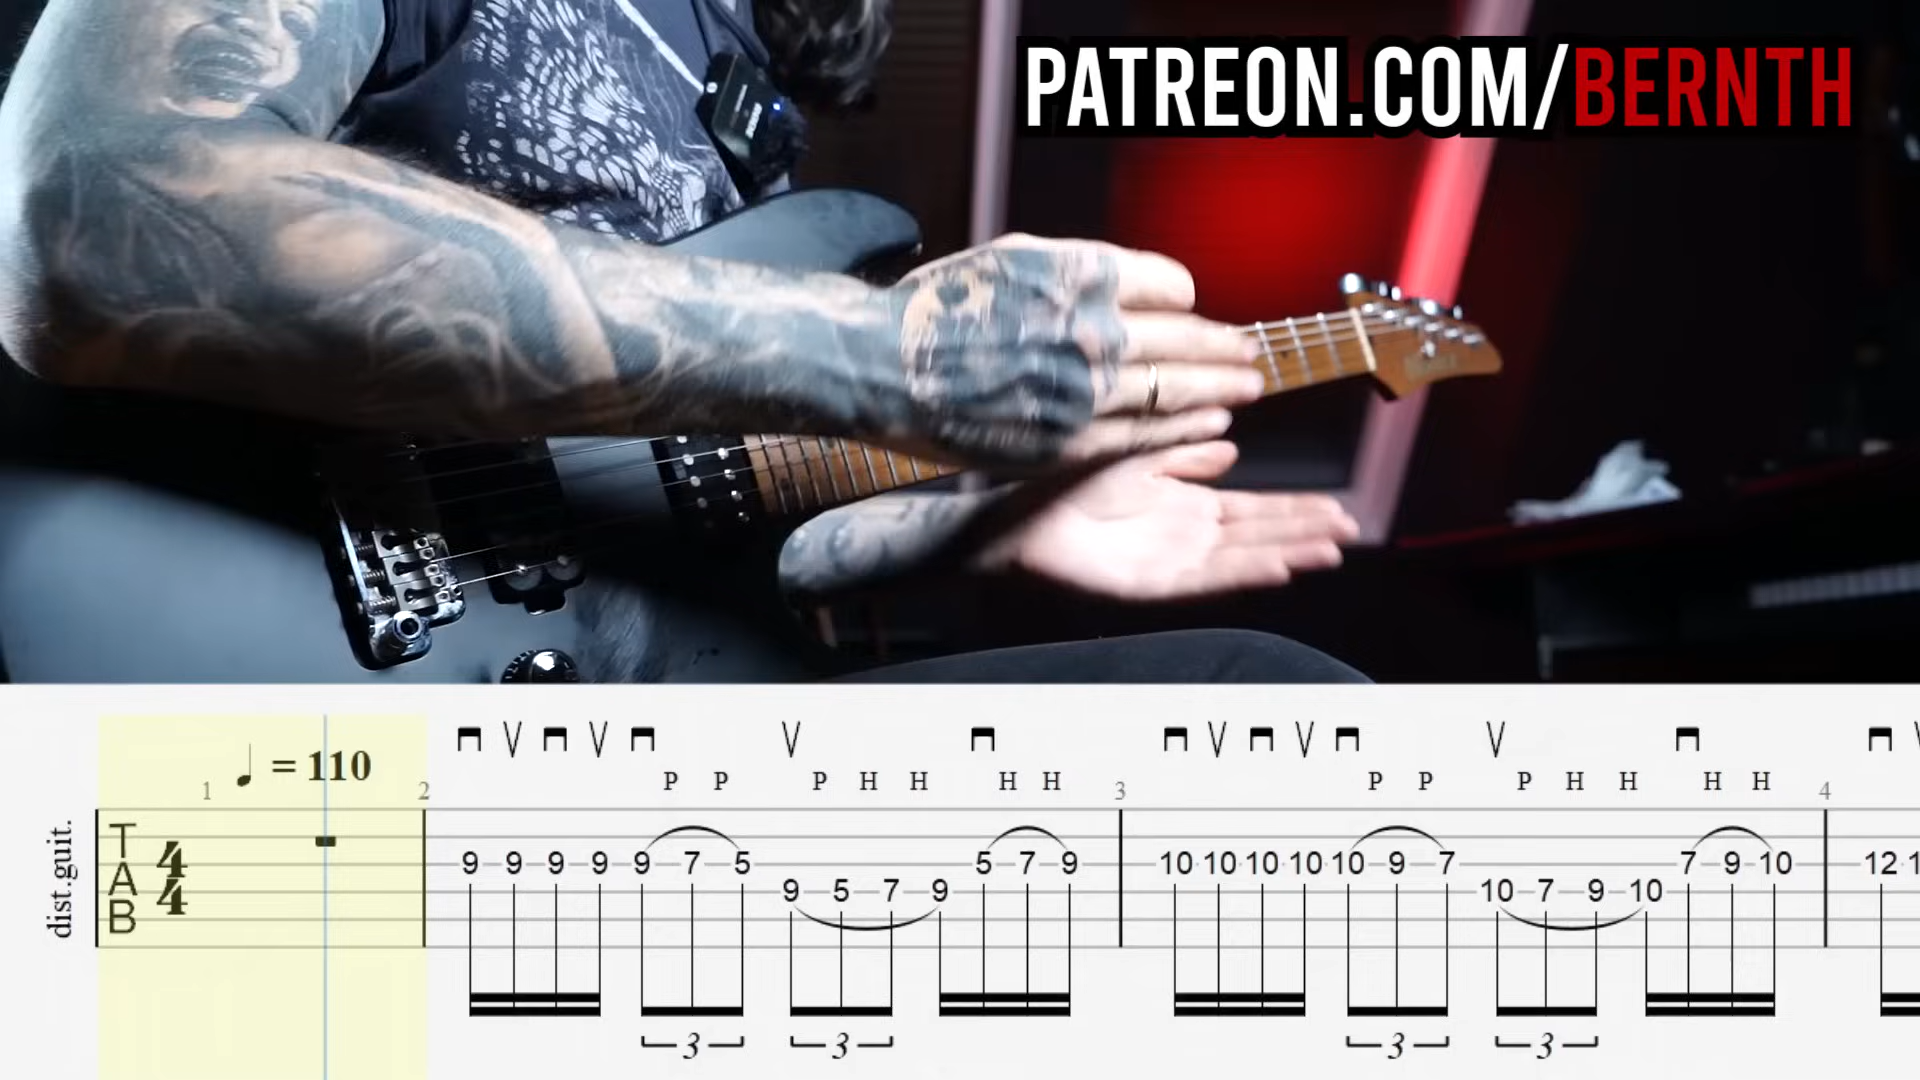 PATREON.COM/BERNTH
= 110
1 2 3 4
P P P H H H H P P P H H H H
dist.guit.
T
A
B
4
4
9 9 9 9 9 7 5 5 7 9 10 10 10 10 10 9 7 7 9 10 12 1
9 5 7 9 10 7 9 10
3 3 3 3